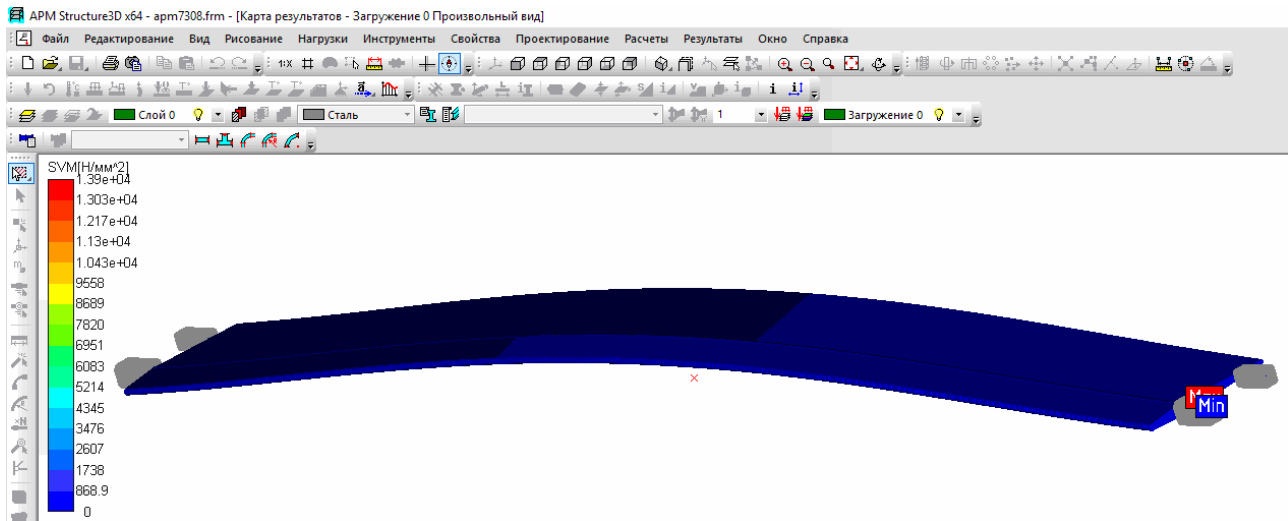 APM Structure3D x64 - apm7308.frm - [Карта результатов - Загружение 0 Произвольный вид]
Файл Редактирование Вид Рисование Нагрузки Инструменты Свойства Проектирование Расчеты Результаты Окно Справка
Слой 0 Сталь 1 Загружение 0
SVM[Н/мм^2]
1.39e+04
1.303e+04
1.217e+04
1.13e+04
1.043e+04
9558
8689
7820
6951
6083
5214
4345
3476
2607
1738
868.9
0
Min